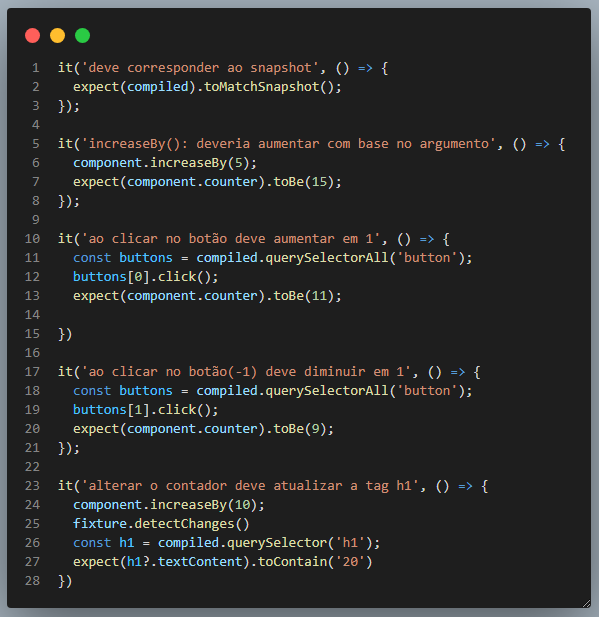 1 it('deve corresponder ao snapshot', () => {
2   expect(compiled).toMatchSnapshot();
3 });
4
5 it('increaseBy(): deveria aumentar com base no argumento', () => {
6   component.increaseBy(5);
7   expect(component.counter).toBe(15);
8 });
9
10 it('ao clicar no botão deve aumentar em 1', () => {
11   const buttons = compiled.querySelectorAll('button');
12   buttons[0].click();
13   expect(component.counter).toBe(11);
14
15 })
16
17 it('ao clicar no botão(-1) deve diminuir em 1', () => {
18   const buttons = compiled.querySelectorAll('button');
19   buttons[1].click();
20   expect(component.counter).toBe(9);
21 });
22
23 it('alterar o contador deve atualizar a tag h1', () => {
24   component.increaseBy(10);
25   fixture.detectChanges()
26   const h1 = compiled.querySelector('h1');
27   expect(h1?.textContent).toContain('20')
28 })